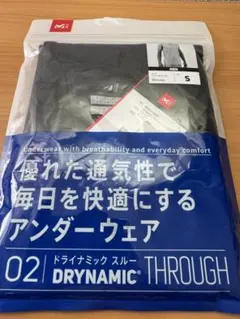 MEN
S
underwear with breathability and everyday comfort
優れた通気性で
毎日を快適にする
アンダーウェア
02
ドライナミック スルー
DRYNAMIC® THROUGH